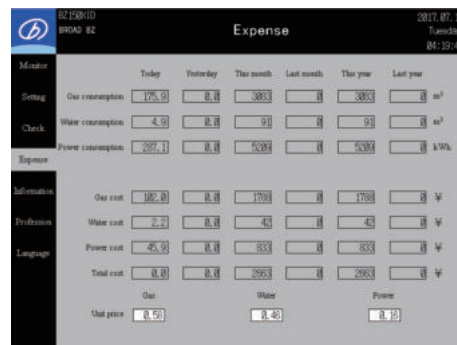 BZ150XID
BROAD BZ
Expense
2017. 07.
Tuesda
04:19:4
Monitor
Setting
Check
Expense
Information
Profession
Language
Today Yesterday This month Last month This year Last year
Gas consumption 175.9 0.0 3083 0 3083 0 m³
Water consumption 4.9 0.0 91 0 91 0 m³
Power consumption 287.1 0.0 5209 0 5209 0 kWh
Gas cost 102.0 0.0 1788 0 1788 0 ¥
Water cost 2.2 0.0 42 0 42 0 ¥
Power cost 45.9 0.0 833 0 833 0 ¥
Total cost 0.0 0.0 2663 0 2663 0 ¥
Gas Water Power
Unit price 0.58 0.46 0.16